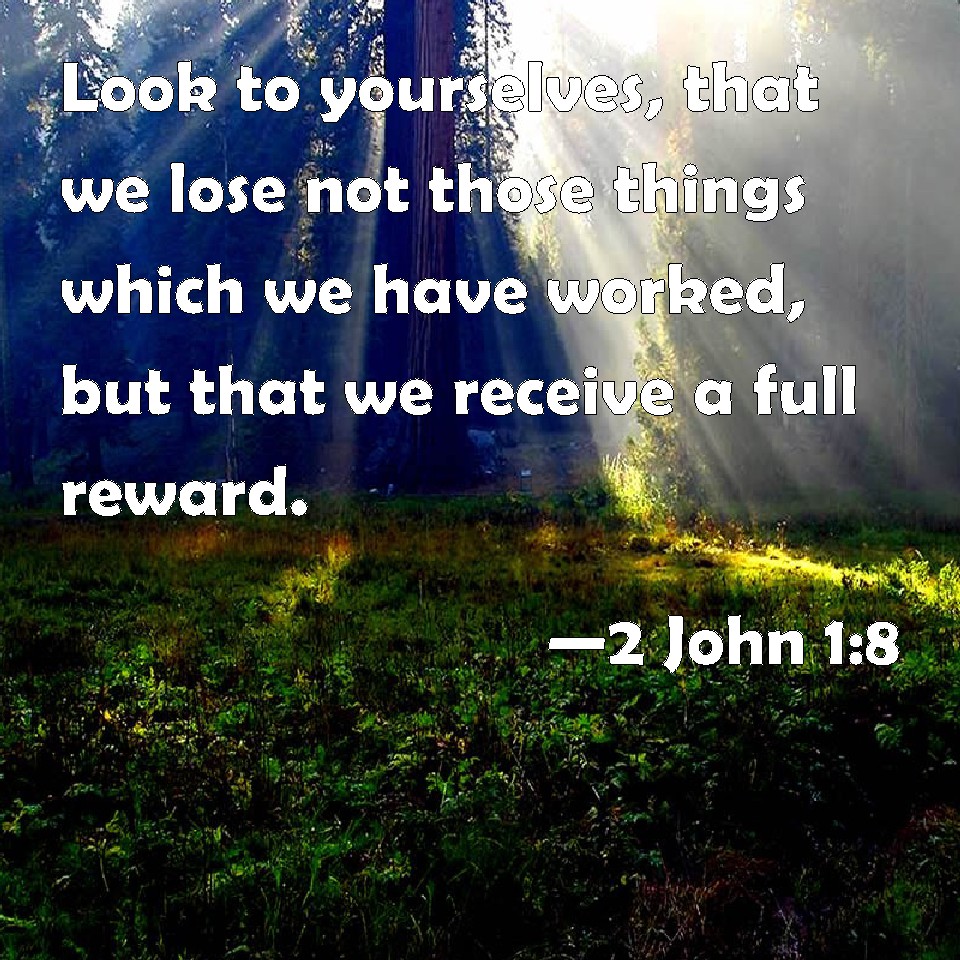 Look to yourselves, that
we lose not those things
which we have worked,
but that we receive a full
reward.
—2 John 1:8